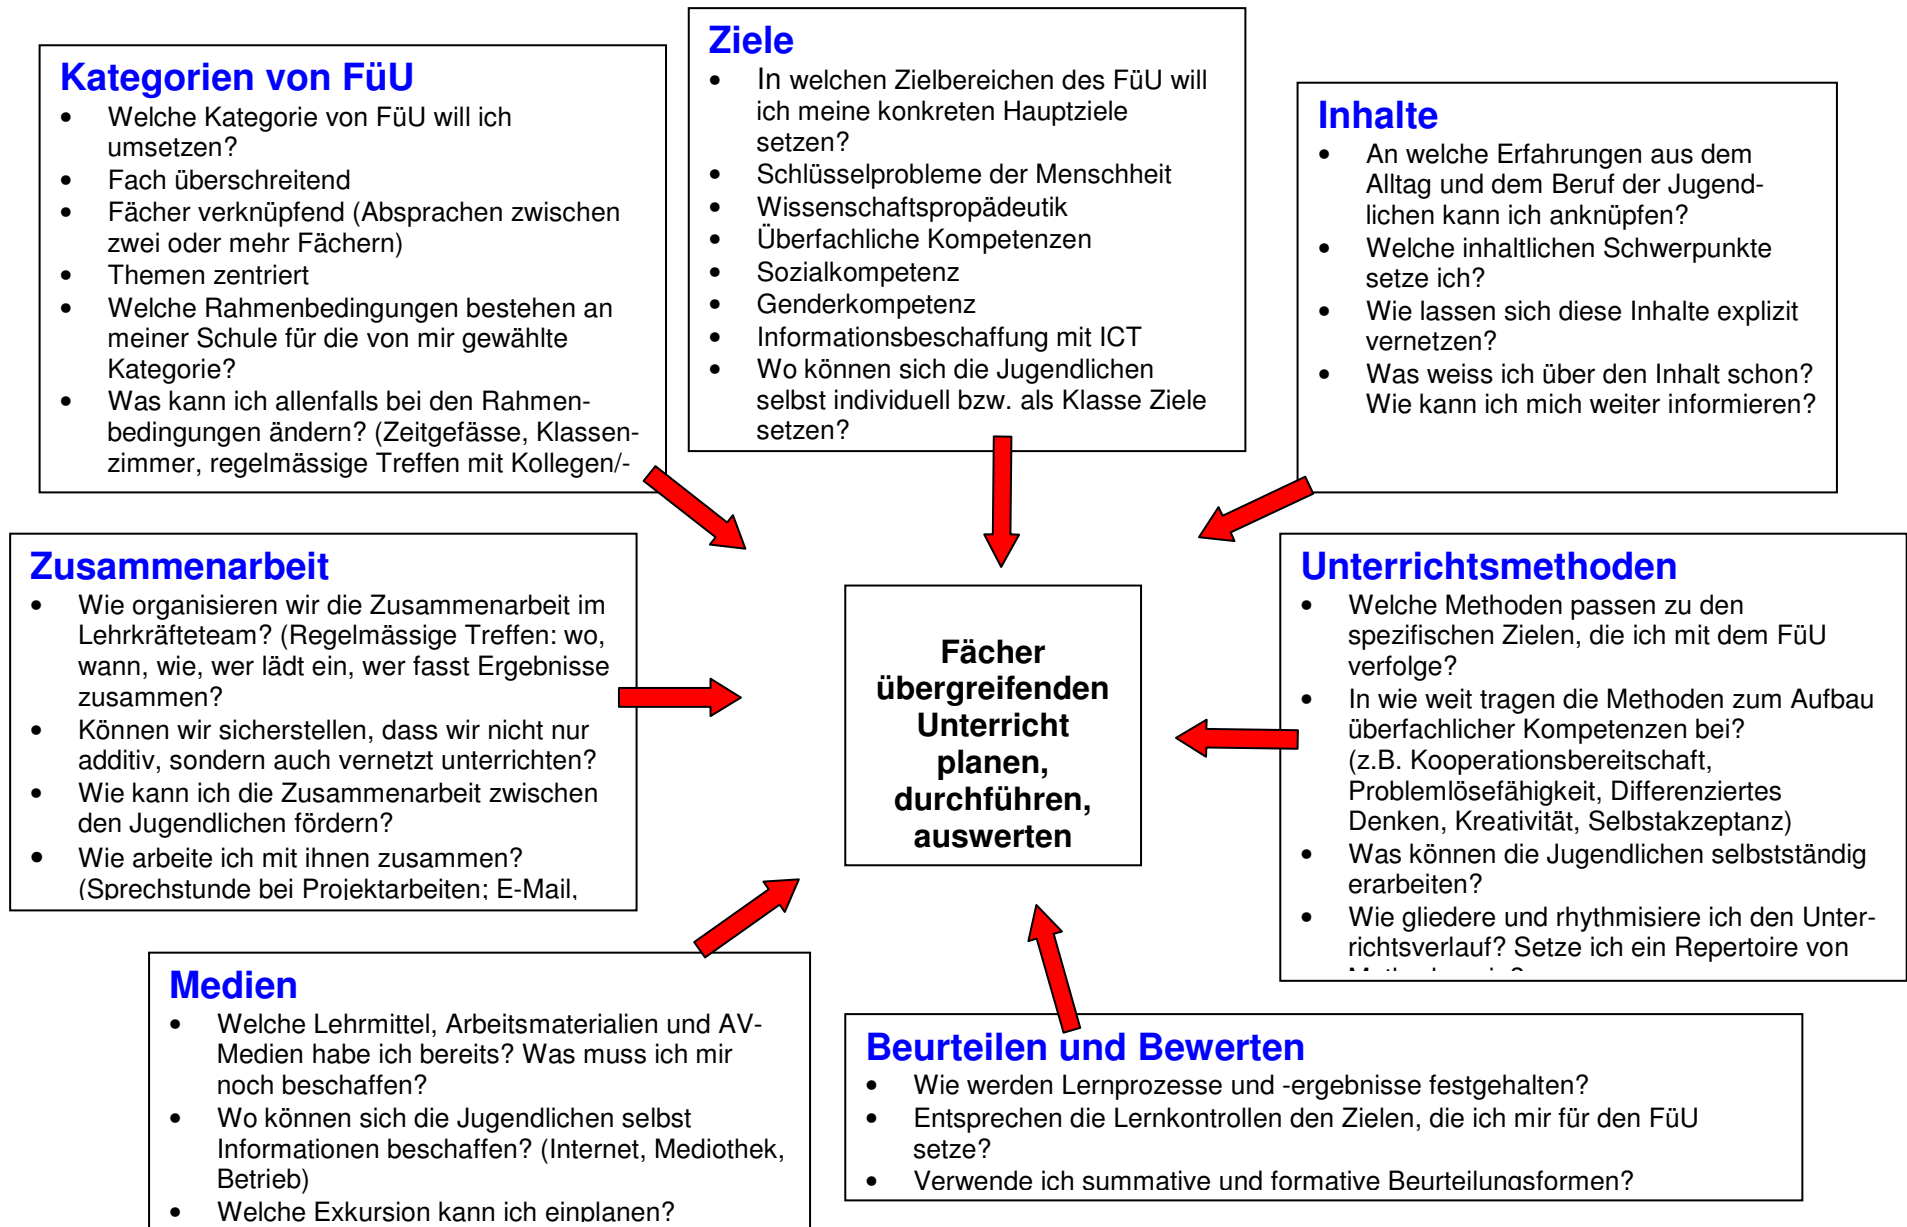 Kategorien von FüU
• Welche Kategorie von FüU will ich
umsetzen?
• Fach überschreitend
• Fächer verknüpfend (Absprachen zwischen
zwei oder mehr Fächern)
• Themen zentriert
• Welche Rahmenbedingungen bestehen an
meiner Schule für die von mir gewählte
Kategorie?
• Was kann ich allenfalls bei den Rahmen-
bedingungen ändern? (Zeitgefässe, Klassen-
zimmer, regelmässige Treffen mit Kollegen/-
Ziele
• In welchen Zielbereichen des FüU will
ich meine konkreten Hauptziele
setzen?
• Schlüsselprobleme der Menschheit
• Wissenschaftspropädeutik
• Überfachliche Kompetenzen
• Sozialkompetenz
• Genderkompetenz
• Informationsbeschaffung mit ICT
• Wo können sich die Jugendlichen
selbst individuell bzw. als Klasse Ziele
setzen?
Inhalte
• An welche Erfahrungen aus dem
Alltag und dem Beruf der Jugend-
lichen kann ich anknüpfen?
• Welche inhaltlichen Schwerpunkte
setze ich?
• Wie lassen sich diese Inhalte explizit
vernetzen?
• Was weiss ich über den Inhalt schon?
Wie kann ich mich weiter informieren?
Zusammenarbeit
• Wie organisieren wir die Zusammenarbeit im
Lehrkräfteteam? (Regelmässige Treffen: wo,
wann, wie, wer lädt ein, wer fasst Ergebnisse
zusammen?
• Können wir sicherstellen, dass wir nicht nur
additiv, sondern auch vernetzt unterrichten?
• Wie kann ich die Zusammenarbeit zwischen
den Jugendlichen fördern?
• Wie arbeite ich mit ihnen zusammen?
(Sprechstunde bei Projektarbeiten; E-Mail,
Fächer
übergreifenden
Unterricht
planen,
durchführen,
auswerten
Unterrichtsmethoden
• Welche Methoden passen zu den
spezifischen Zielen, die ich mit dem FüU
verfolge?
• In wie weit tragen die Methoden zum Aufbau
überfachlicher Kompetenzen bei?
(z.B. Kooperationsbereitschaft,
Problemlösefähigkeit, Differenziertes
Denken, Kreativität, Selbstakzeptanz)
• Was können die Jugendlichen selbstständig
erarbeiten?
• Wie gliedere und rhythmisiere ich den Unter-
richtsverlauf? Setze ich ein Repertoire von
Medien
• Welche Lehrmittel, Arbeitsmaterialien und AV-
Medien habe ich bereits? Was muss ich mir
noch beschaffen?
• Wo können sich die Jugendlichen selbst
Informationen beschaffen? (Internet, Mediothek,
Betrieb)
• Welche Exkursion kann ich einplanen?
Beurteilen und Bewerten
• Wie werden Lernprozesse und -ergebnisse festgehalten?
• Entsprechen die Lernkontrollen den Zielen, die ich mir für den FüU
setze?
• Verwende ich summative und formative Beurteilungsformen?